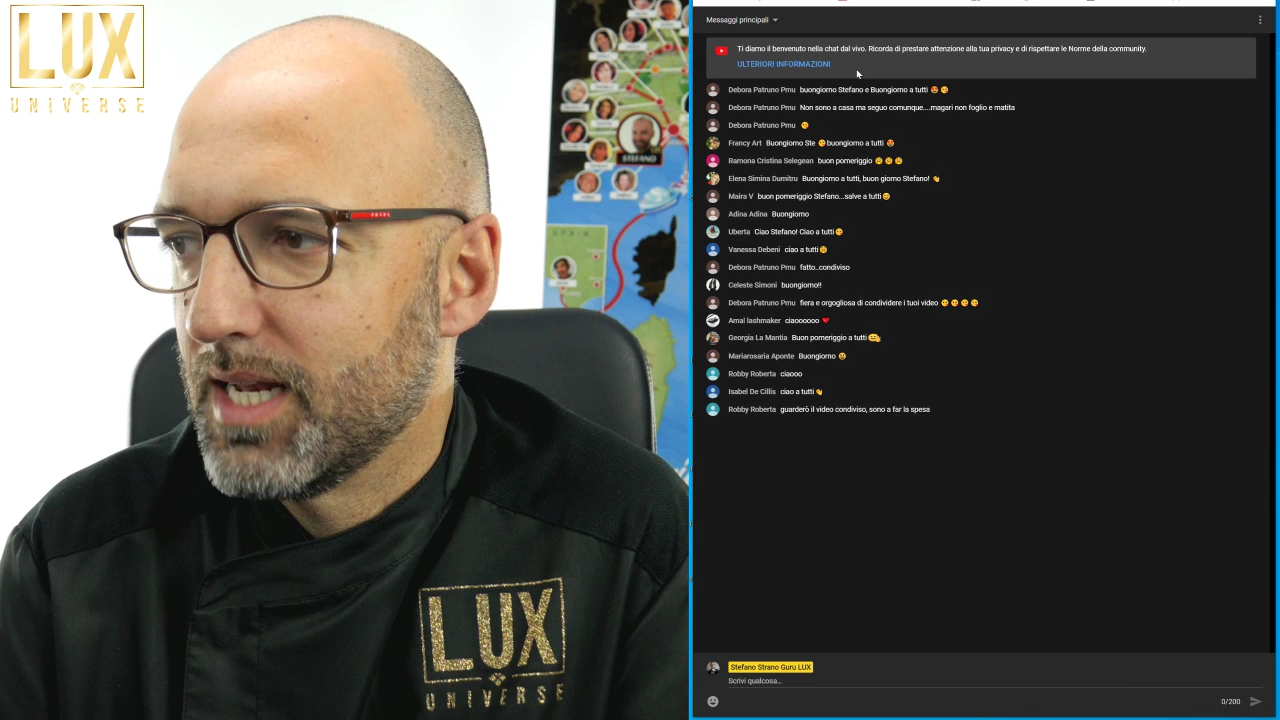 LUX
UNIVERSE
STEFANO
SPAIN
PRADA
LUX
UNIVERSE
Messaggi principali
Ti diamo il benvenuto nella chat dal vivo. Ricorda di prestare attenzione alla tua privacy e di rispettare le Norme della community.
ULTERIORI INFORMAZIONI
Debora Patruno Pmu buongiorno Stefano e Buongiorno a tutti 😍 😘
Debora Patruno Pmu Non sono a casa ma seguo comunque....magari non foglio e matita
Debora Patruno Pmu 😘
Francy Art Buongiorno Ste 😘buongiorno a tutti 😍
Ramona Cristina Selegean buon pomeriggio
Elena Simina Dumitru Buongiorno a tutti, buon giorno Stefano! 👋
Maira V buon pomeriggio Stefano...salve a tutti😊
Adina Adina Buongiorno
Uberta Ciao Stefano! Ciao a tutti😘
Vanessa Debeni ciao a tutti
Debora Patruno Pmu fatto..condiviso
Celeste Simoni buongiorno!!
Debora Patruno Pmu fiera e orgogliosa di condividere i tuoi video 😘 😘 😘 😘
Amal lashmaker ciaoooooo ❤
Georgia La Mantia Buon pomeriggio a tutti 🤗
Mariarosaria Aponte Buongiorno 😃
Robby Roberta ciaooo
Isabel De Cillis ciao a tutti 👋
Robby Roberta guarderò il video condiviso, sono a far la spesa
Stefano Strano Guru LUX
Scrivi qualcosa...
0/200